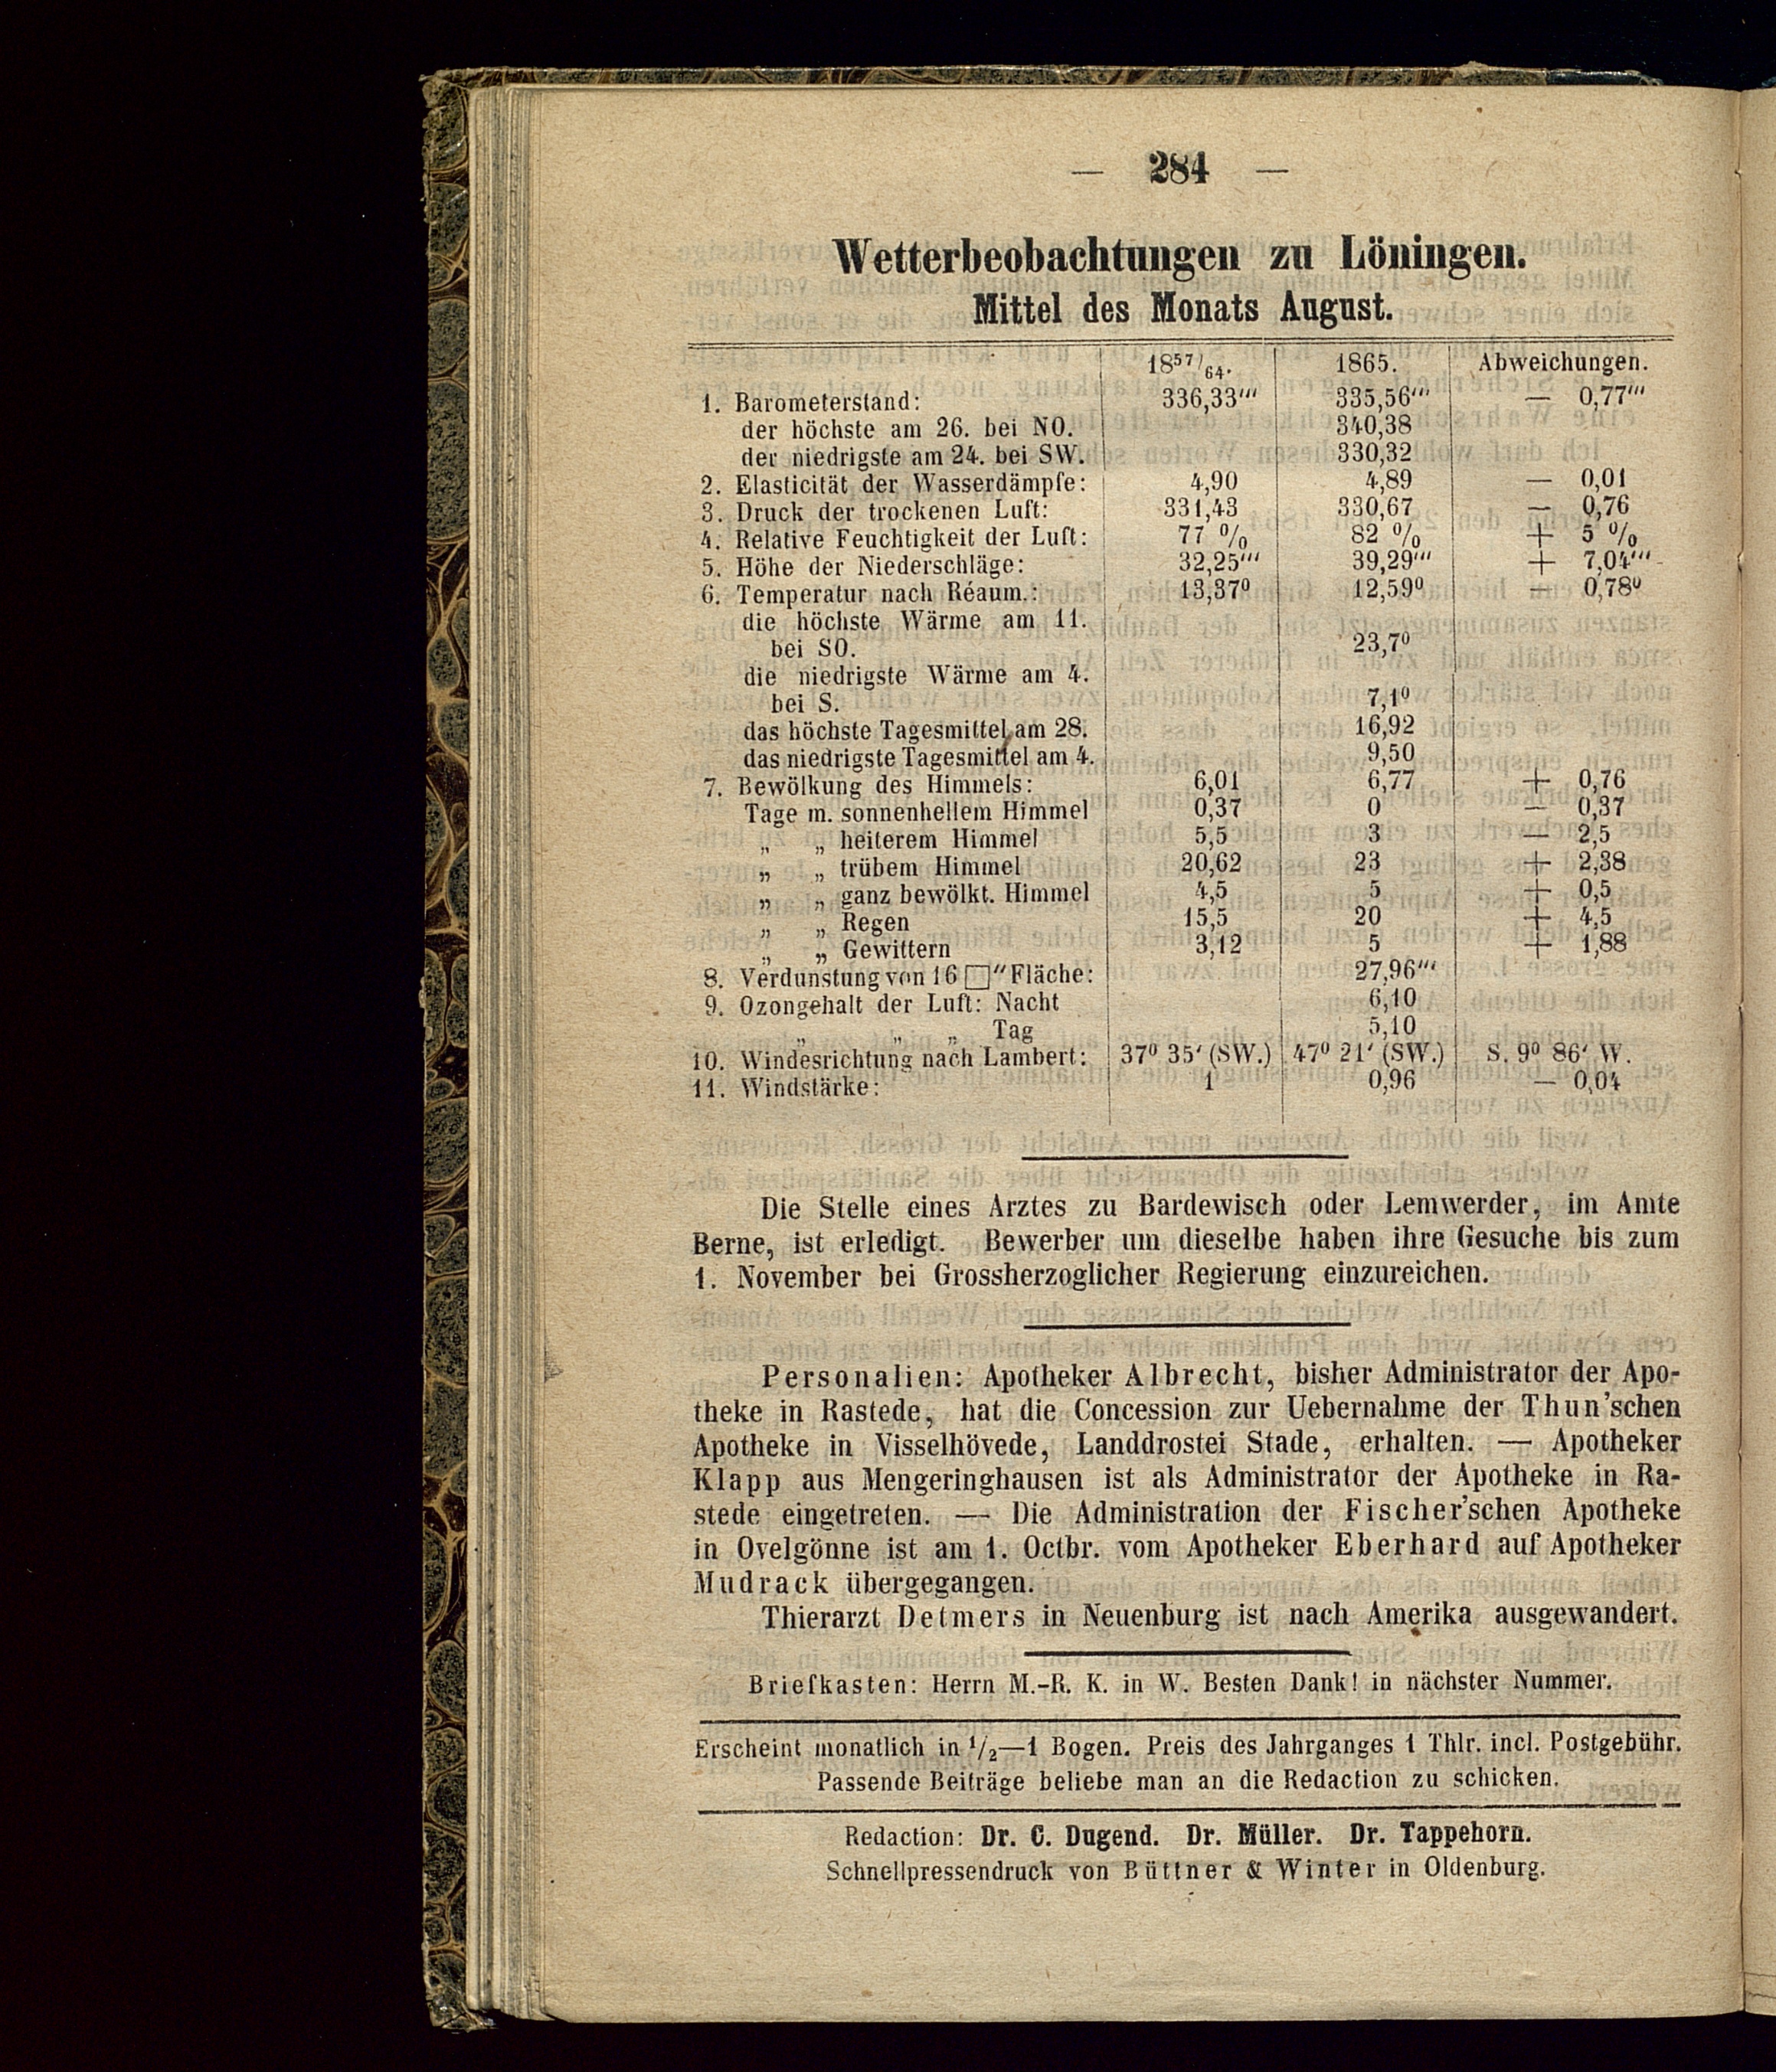 — 284 —
Wetterbeobachtungen zu Löningen.
Mittel des Monats August.
18⁵⁷/₆₄. 1865. Abweichungen.
1. Barometerstand: 336,33‴ 335,56‴ — 0,77‴
der höchste am 26. bei NO. 340,38
der niedrigste am 24. bei SW. 330,32
2. Elasticität der Wasserdämpfe: 4,90 4,89 — 0,01
3. Druck der trockenen Luft: 331,43 330,67 — 0,76
4. Relative Feuchtigkeit der Luft: 77 % 82 % + 5 %
5. Höhe der Niederschläge: 32,25‴ 39,29‴ + 7,04‴
6. Temperatur nach Réaum.: 13,37⁰ 12,59⁰ — 0,78⁰
die höchste Wärme am 11.
bei SO. 23,7⁰
die niedrigste Wärme am 4.
bei S. 7,1⁰
das höchste Tagesmittel am 28. 16,92
das niedrigste Tagesmittel am 4. 9,50
7. Bewölkung des Himmels: 6,01 6,77 + 0,76
Tage m. sonnenhellem Himmel 0,37 0 — 0,37
„ „ heiterem Himmel 5,5 3 — 2,5
„ „ trübem Himmel 20,62 23 + 2,38
„ „ ganz bewölkt. Himmel 4,5 5 + 0,5
„ „ Regen 15,5 20 + 4,5
„ „ Gewittern 3,12 5 + 1,88
8. Verdunstung von 16 □″ Fläche: 27,96‴
9. Ozongehalt der Luft: Nacht 6,10
„ „ „ Tag 5,10
10. Windesrichtung nach Lambert: 37⁰ 35′ (SW.) 47⁰ 21′ (SW.) S. 9⁰ 86′ W.
11. Windstärke: 1 0,96 — 0,04
Die Stelle eines Arztes zu Bardewisch oder Lemwerder, im Amte
Berne, ist erledigt. Bewerber um dieselbe haben ihre Gesuche bis zum
1. November bei Grossherzoglicher Regierung einzureichen.
Personalien: Apotheker Albrecht, bisher Administrator der Apo-
theke in Rastede, hat die Concession zur Uebernahme der Thun'schen
Apotheke in Visselhövede, Landdrostei Stade, erhalten. — Apotheker
Klapp aus Mengeringhausen ist als Administrator der Apotheke in Ra-
stede eingetreten. — Die Administration der Fischer'schen Apotheke
in Ovelgönne ist am 1. Octbr. vom Apotheker Eberhard auf Apotheker
Mudrack übergegangen.
Thierarzt Detmers in Neuenburg ist nach Amerika ausgewandert.
Briefkasten: Herrn M.-R. K. in W. Besten Dank! in nächster Nummer.
Erscheint monatlich in ¹/₂—1 Bogen. Preis des Jahrganges 1 Thlr. incl. Postgebühr.
Passende Beiträge beliebe man an die Redaction zu schicken.
Redaction: Dr. C. Dugend. Dr. Müller. Dr. Tappehorn.
Schnellpressendruck von Büttner & Winter in Oldenburg.